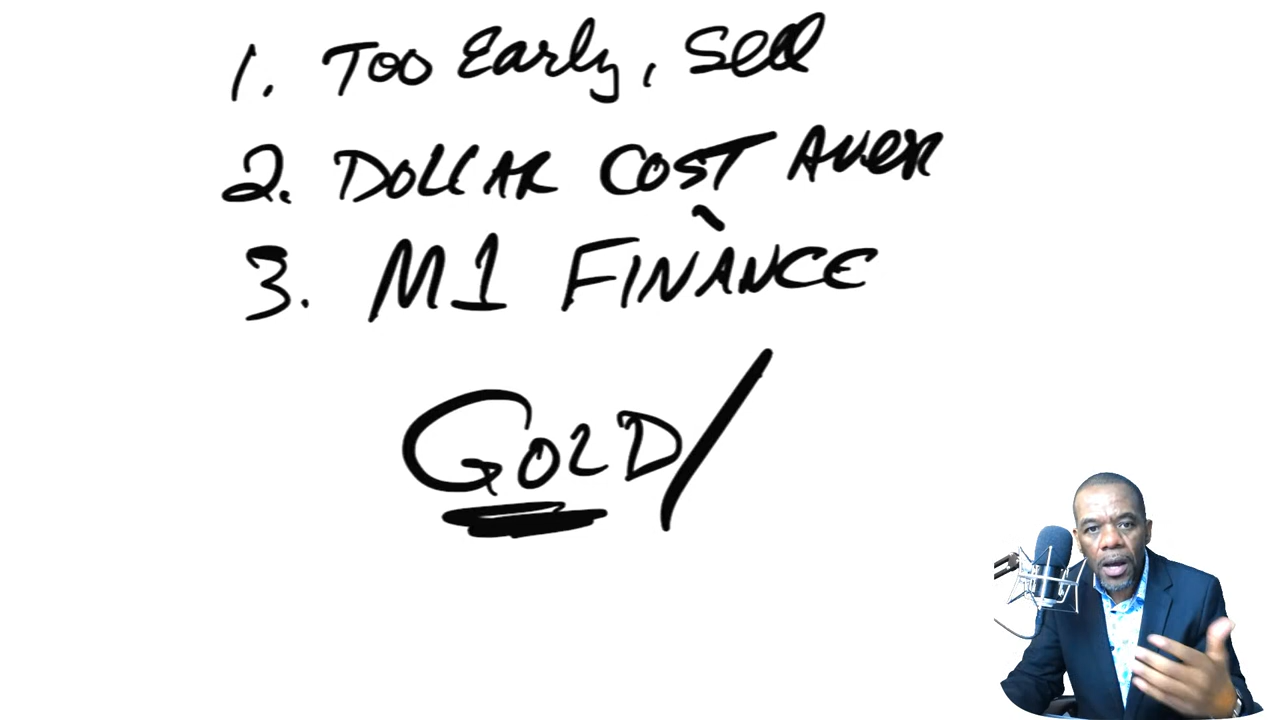 1. Too Early, Sell
2. DOLLAR COST AVER
3. M1 FINANCE
GOLD/